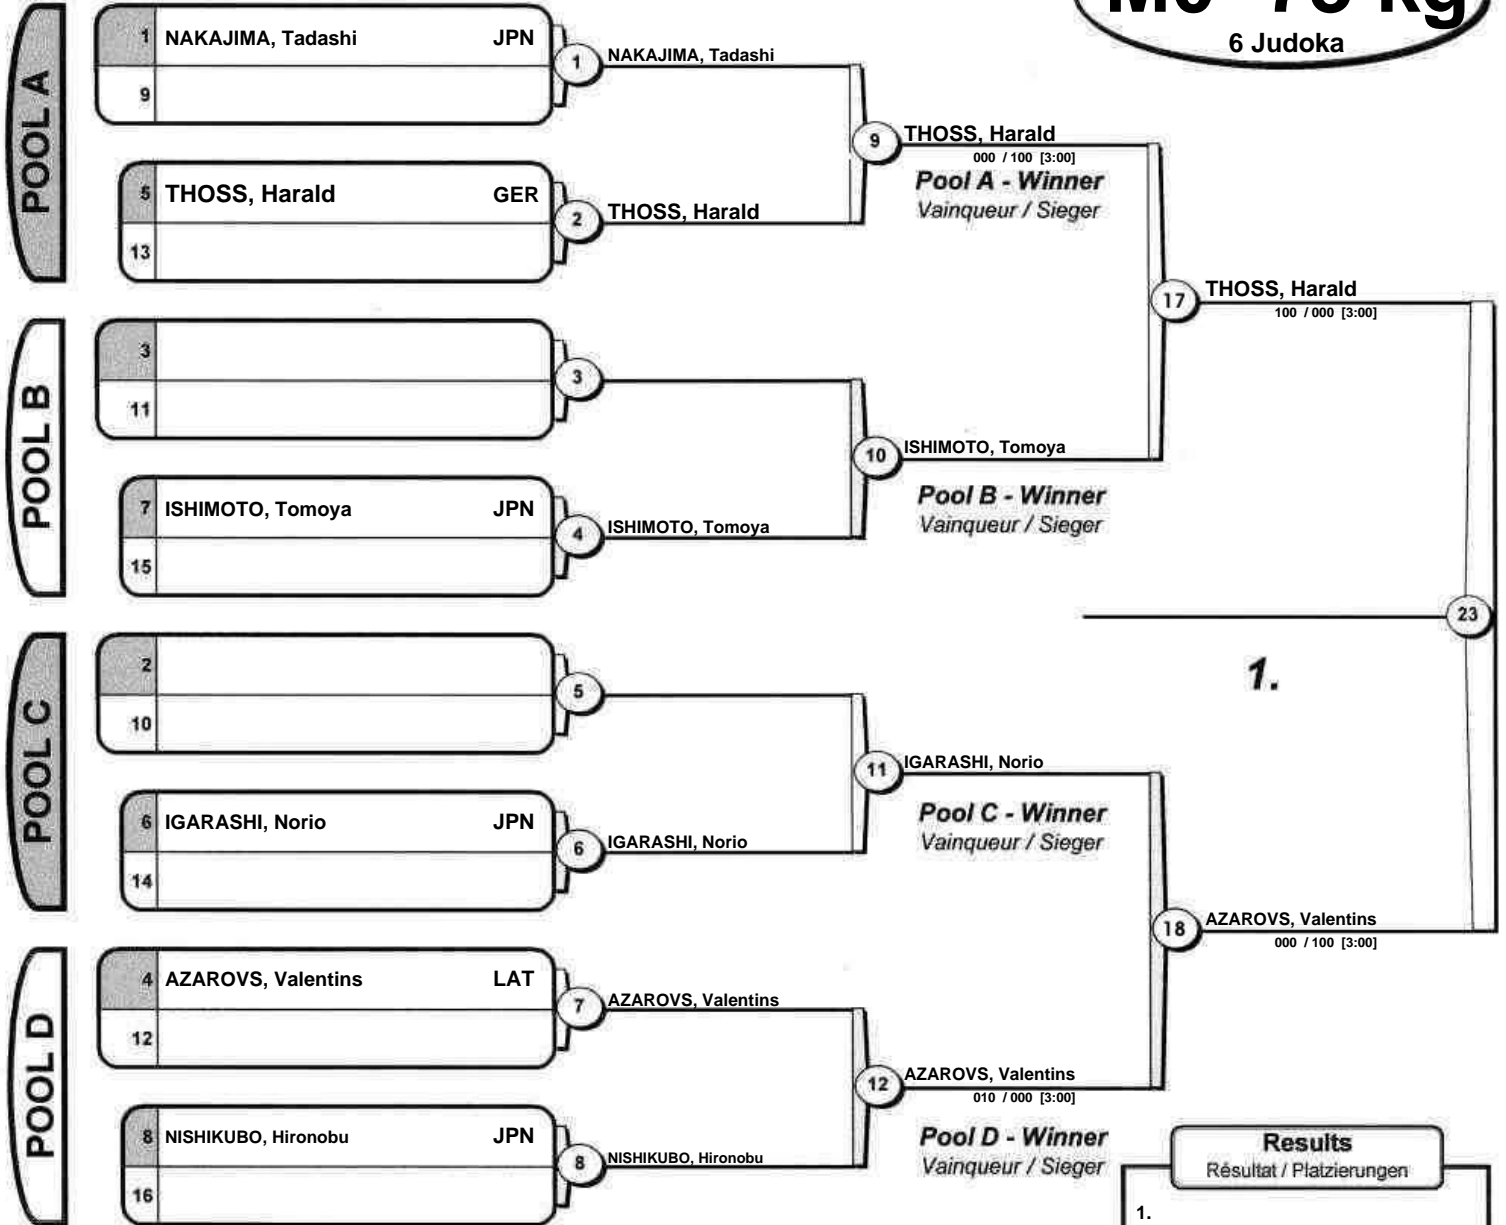 6 Judoka
POOL A
1 NAKAJIMA, Tadashi JPN
9
1 NAKAJIMA, Tadashi
5 THOSS, Harald GER
13
2 THOSS, Harald
9 THOSS, Harald
000 / 100 [3:00]
Pool A - Winner
Vainqueur / Sieger
17 THOSS, Harald
100 / 000 [3:00]
POOL B
3
11
3
7 ISHIMOTO, Tomoya JPN
15
4 ISHIMOTO, Tomoya
10 ISHIMOTO, Tomoya
Pool B - Winner
Vainqueur / Sieger
23
1.
POOL C
2
10
5
6 IGARASHI, Norio JPN
14
6 IGARASHI, Norio
11 IGARASHI, Norio
Pool C - Winner
Vainqueur / Sieger
18 AZAROVS, Valentins
000 / 100 [3:00]
POOL D
4 AZAROVS, Valentins LAT
12
7 AZAROVS, Valentins
8 NISHIKUBO, Hironobu JPN
16
8 NISHIKUBO, Hironobu
12 AZAROVS, Valentins
010 / 000 [3:00]
Pool D - Winner
Vainqueur / Sieger
Results
Résultat / Platzierungen
1.